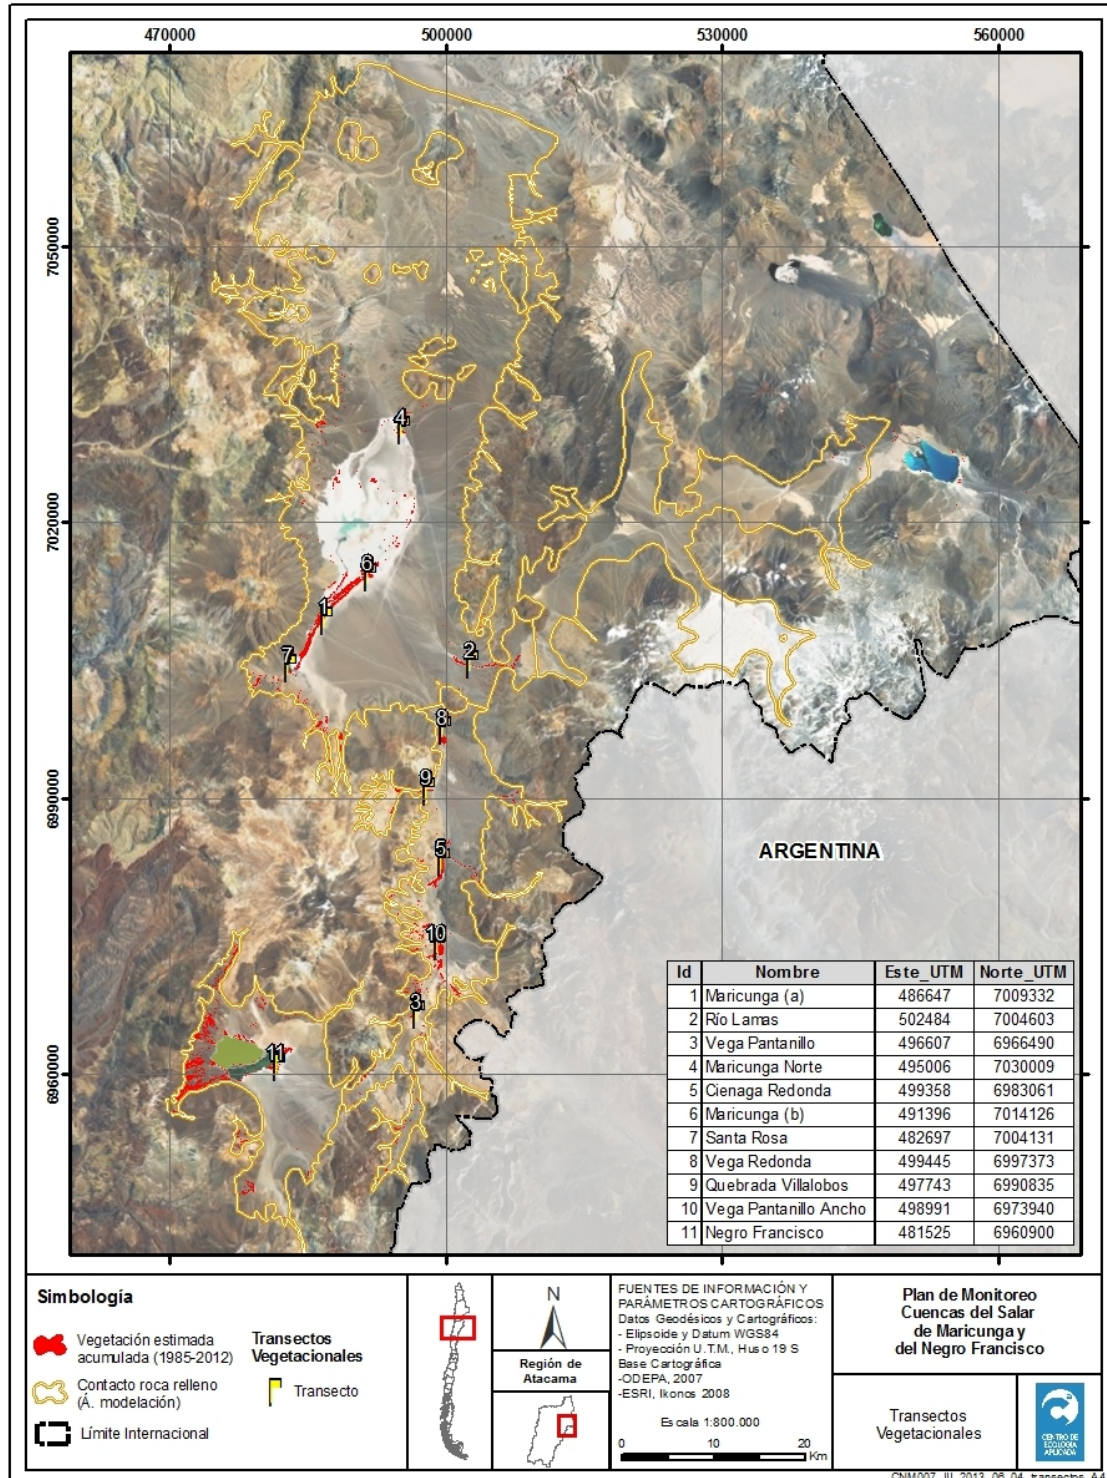 470000 500000 530000 560000
7050000
7020000
6990000
6960000
4
6
1
7
2
8
9
5
10
3
11
ARGENTINA
Id Nombre Este_UTM Norte_UTM
1 Maricunga (a) 486647 7009332
2 Río Lamas 502484 7004603
3 Vega Pantanillo 496607 6966490
4 Maricunga Norte 495006 7030009
5 Cienaga Redonda 499358 6983061
6 Maricunga (b) 491396 7014126
7 Santa Rosa 482697 7004131
8 Vega Redonda 499445 6997373
9 Quebrada Villalobos 497743 6990835
10 Vega Pantanillo Ancho 498991 6973940
11 Negro Francisco 481525 6960900
Simbología
Vegetación estimada
acumulada (1985-2012)
Contacto roca relleno
(Á. modelación)
Límite Internacional
Transectos
Vegetacionales
Transecto
N
Región de
Atacama
FUENTES DE INFORMACIÓN Y
PARÁMETROS CARTOGRÁFICOS
Datos Geodésicos y Cartográficos:
- Elipsoide y Datum WGS84
- Proyección U.T.M., Huso 19 S
Base Cartográfica
-ODEPA, 2007
-ESRI, Ikonos 2008
Escala 1:800.000
0 10 20
Km
Plan de Monitoreo
Cuencas del Salar
de Maricunga y
del Negro Francisco
Transectos
Vegetacionales
CENTRO DE
ECOLOGÍA
APLICADA